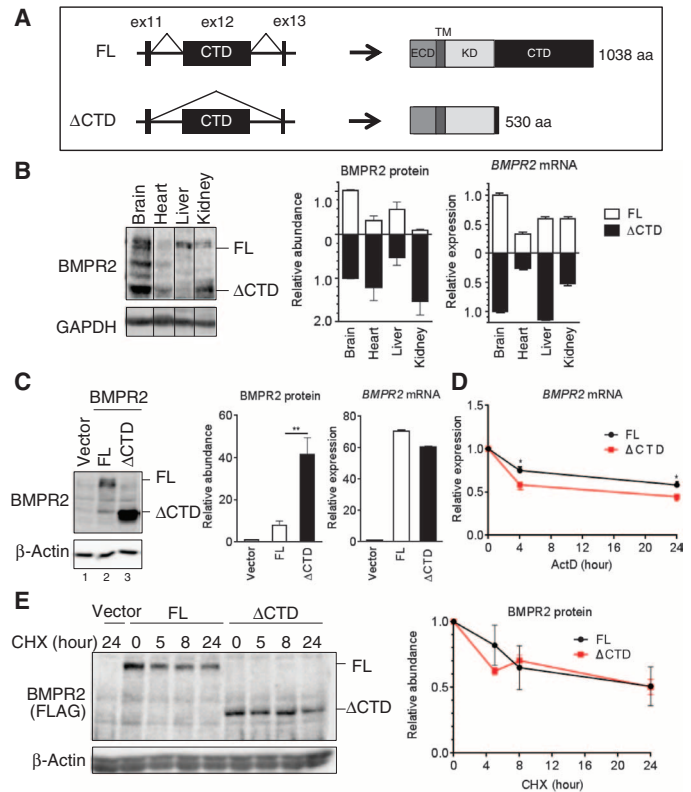 A
ex11 ex12 ex13
FL
CTD
ECD TM KD CTD
1038 aa
ΔCTD
CTD
530 aa
B
Brain Heart Liver Kidney
BMPR2
FL
ΔCTD
GAPDH
BMPR2 protein
Relative abundance
1.0
0
1.0
2.0
Brain Heart Liver Kidney
BMPR2 mRNA
Relative expression
1.0
0.5
0
0.5
1.0
Brain Heart Liver Kidney
FL
ΔCTD
C
BMPR2
Vector FL ΔCTD
BMPR2
FL
ΔCTD
β-Actin
1 2 3
BMPR2 protein
Relative abundance
60
40
20
0
**
Vector FL ΔCTD
BMPR2 mRNA
Relative expression
80
60
40
20
0
Vector FL ΔCTD
D
BMPR2 mRNA
Relative expression
1.5
1.0
0.5
0
FL
ΔCTD
* *
0 4 8 12 16 20 24
ActD (hour)
E
Vector FL ΔCTD
CHX (hour) 24 0 5 8 24 0 5 8 24
BMPR2
(FLAG)
FL
ΔCTD
β-Actin
BMPR2 protein
Relative abundance
1.0
0.5
0.0
FL
ΔCTD
0 4 8 12 16 20 24
CHX (hour)